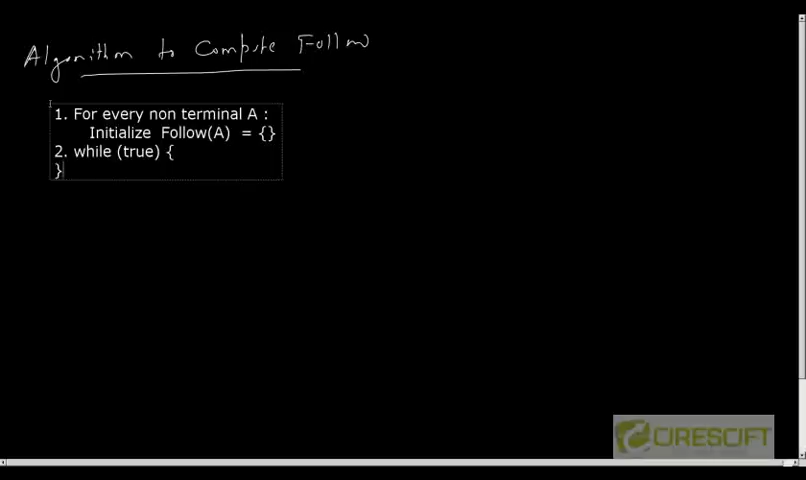 Algorithm to Compute Follow
1. For every non terminal A :
Initialize Follow(A) = {}
2. while (true) {
}
CIRESCIFT